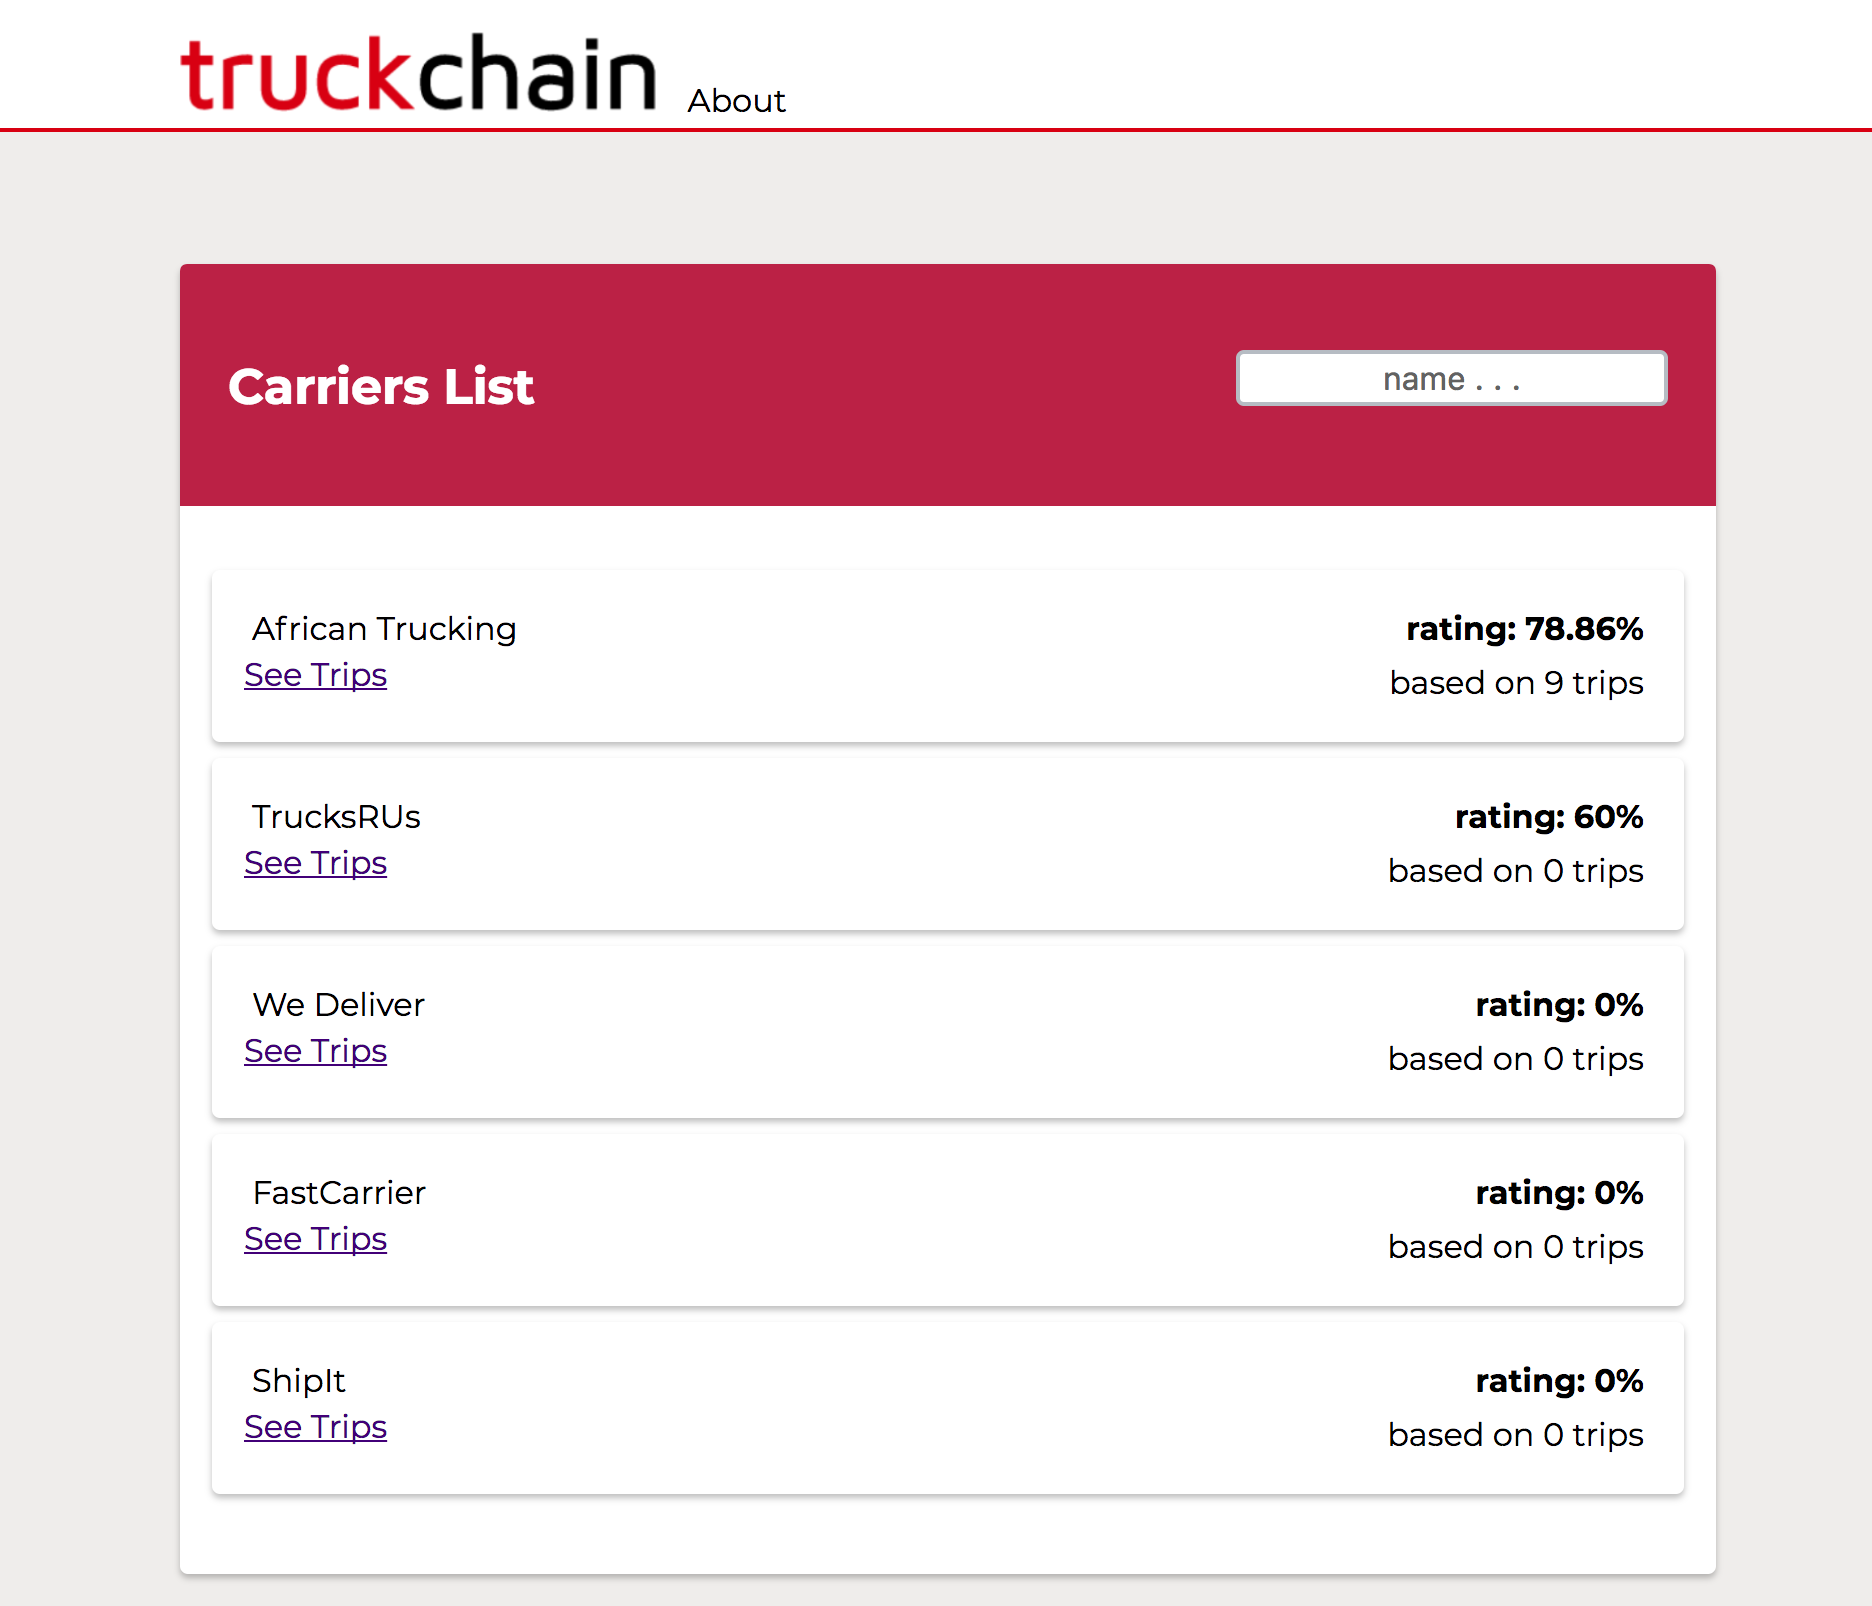 truckchain About
Carriers List
name . . .
African Trucking
See Trips
rating: 78.86%
based on 9 trips
TrucksRUs
See Trips
rating: 60%
based on 0 trips
We Deliver
See Trips
rating: 0%
based on 0 trips
FastCarrier
See Trips
rating: 0%
based on 0 trips
ShipIt
See Trips
rating: 0%
based on 0 trips